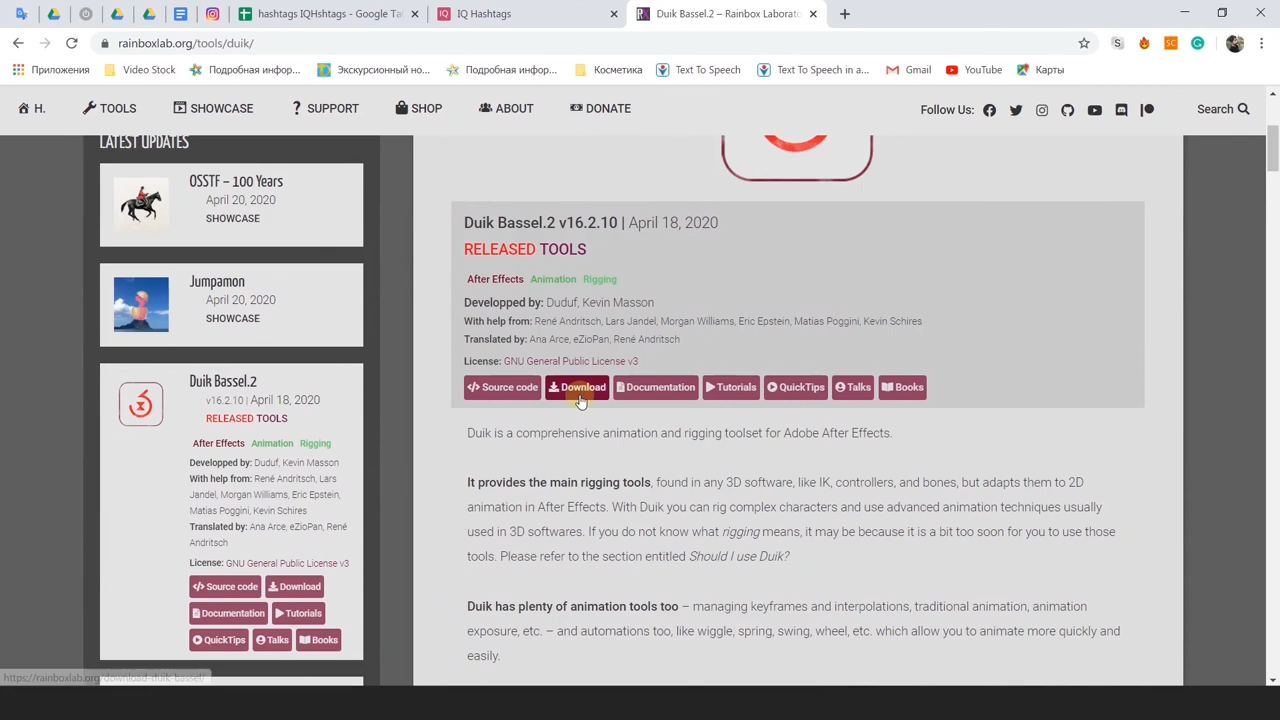 hashtags IQHshtags - Google Ta
IQ Hashtags
Duik Bassel.2 – Rainbox Laborato
rainboxlab.org/tools/duik/
Приложения
Video Stock
Подробная инфор...
Экскурсионный но...
Подробная инфор...
Косметика
Text To Speech
Text To Speech in a...
Gmail
YouTube
Карты
H.
TOOLS
SHOWCASE
SUPPORT
SHOP
ABOUT
DONATE
Follow Us:
Search
LATEST UPDATES
OSSTF – 100 Years
April 20, 2020
SHOWCASE
Jumpamon
April 20, 2020
SHOWCASE
Duik Bassel.2
v16.2.10 | April 18, 2020
RELEASED TOOLS
After Effects Animation Rigging
Developped by: Duduf, Kevin Masson
With help from: René Andritsch, Lars
Jandel, Morgan Williams, Eric Epstein,
Matias Poggini, Kevin Schires
Translated by: Ana Arce, eZioPan, René
Andritsch
License: GNU General Public License v3
Source code Download
Documentation Tutorials
QuickTips Talks Books
https://rainboxlab.org/download-duik-bassel/
Duik Bassel.2 v16.2.10 | April 18, 2020
RELEASED TOOLS
After Effects Animation Rigging
Developped by: Duduf, Kevin Masson
With help from: René Andritsch, Lars Jandel, Morgan Williams, Eric Epstein, Matias Poggini, Kevin Schires
Translated by: Ana Arce, eZioPan, René Andritsch
License: GNU General Public License v3
Source code Download Documentation Tutorials QuickTips Talks Books
Duik is a comprehensive animation and rigging toolset for Adobe After Effects.
It provides the main rigging tools, found in any 3D software, like IK, controllers, and bones, but adapts them to 2D
animation in After Effects. With Duik you can rig complex characters and use advanced animation techniques usually
used in 3D softwares. If you do not know what rigging means, it may be because it is a bit too soon for you to use those
tools. Please refer to the section entitled Should I use Duik?
Duik has plenty of animation tools too – managing keyframes and interpolations, traditional animation, animation
exposure, etc. – and automations too, like wiggle, spring, swing, wheel, etc. which allow you to animate more quickly and
easily.